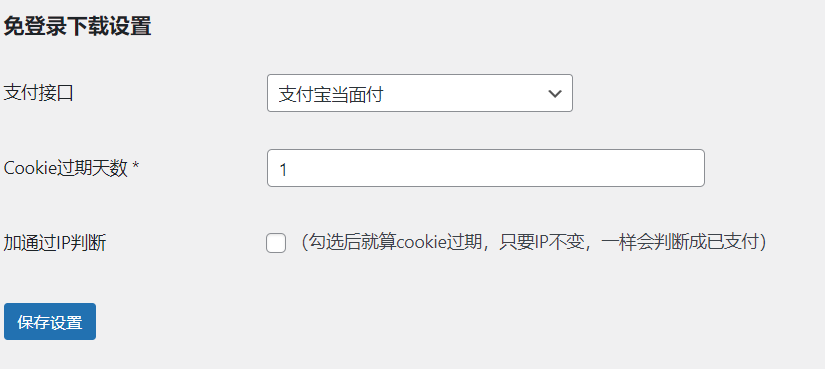 免登录下载设置
支付接口 支付宝当面付
Cookie过期天数 * 1
加通过IP判断 (勾选后就算cookie过期，只要IP不变，一样会判断成已支付)
保存设置